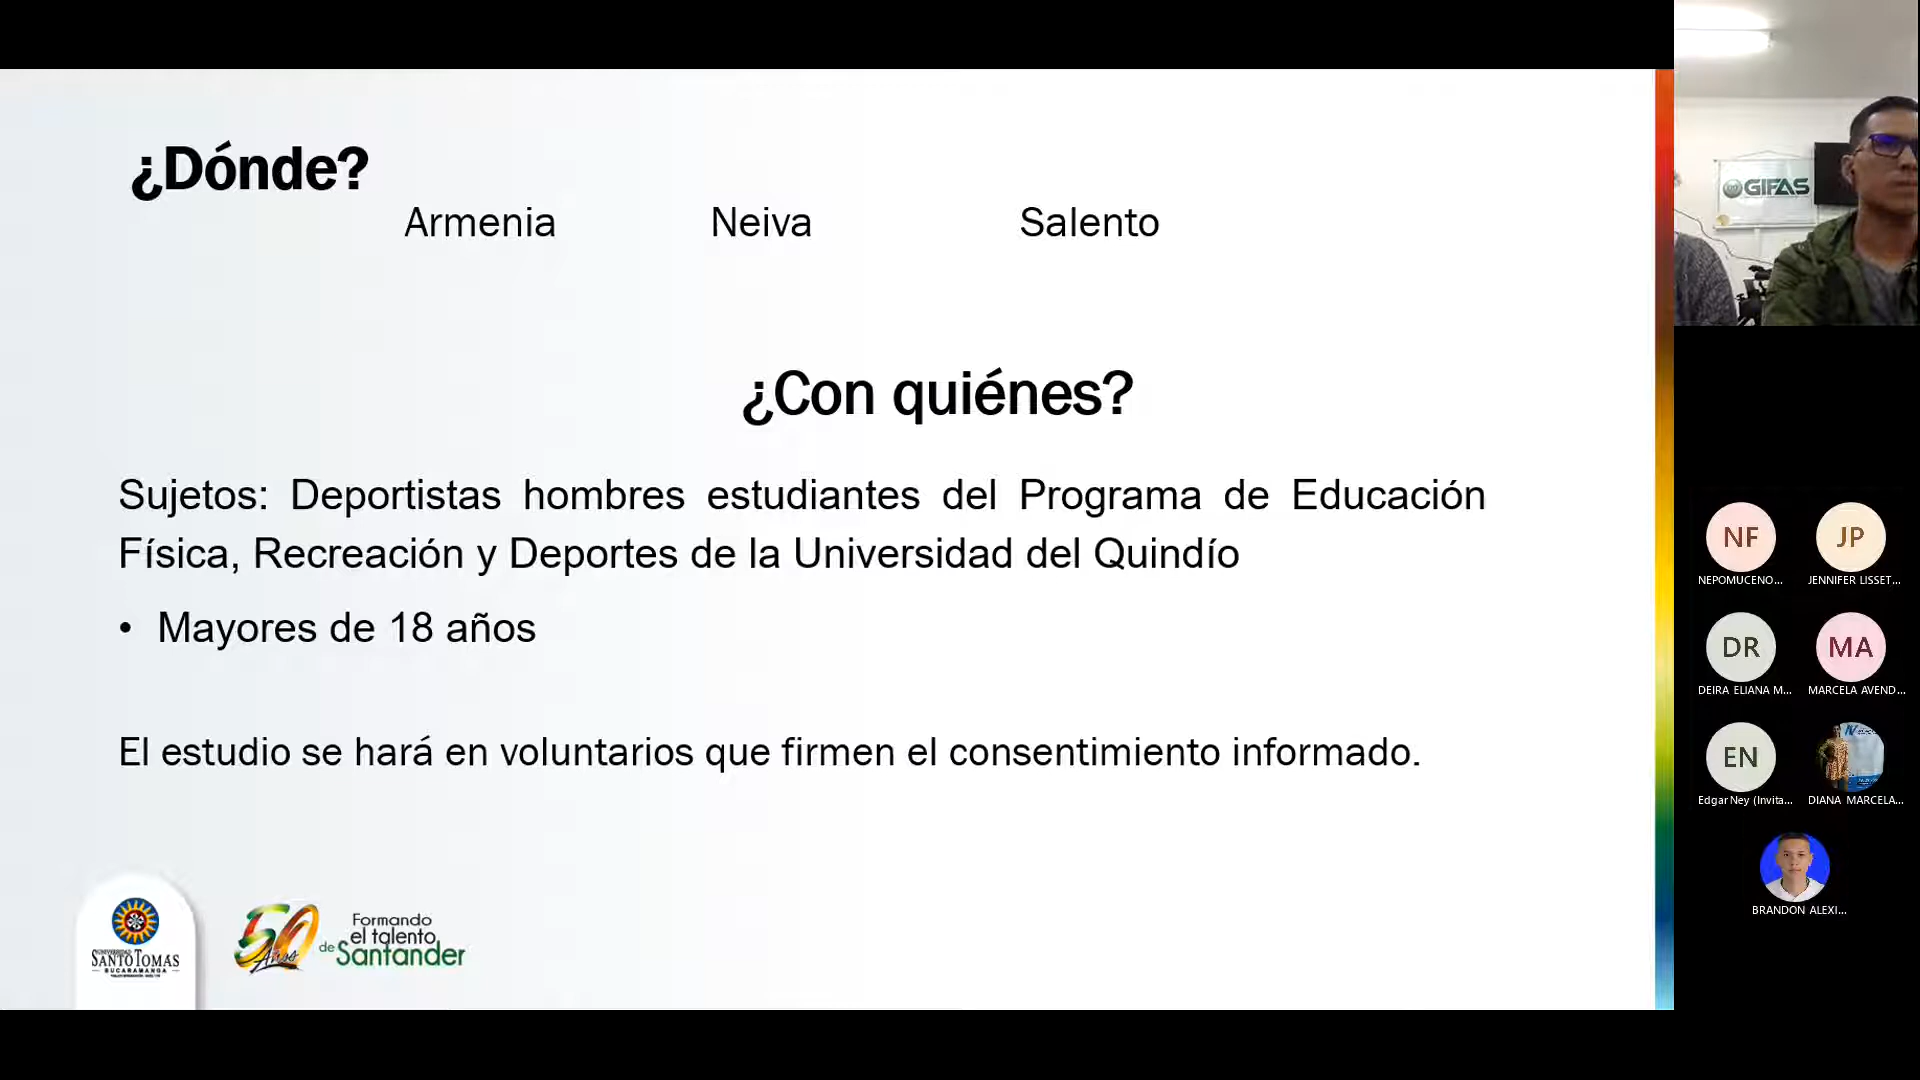 ¿Dónde?
Armenia Neiva Salento
¿Con quiénes?
Sujetos: Deportistas hombres estudiantes del Programa de Educación
Física, Recreación y Deportes de la Universidad del Quindío
• Mayores de 18 años
El estudio se hará en voluntarios que firmen el consentimiento informado.
UNIVERSIDAD
SANTO TOMAS
BUCARAMANGA
50 Años
Formando
el talento
de Santander
GIFAS
NF JP
NEPOMUCENO... JENNIFER LISSET...
DR MA
DEIRA ELIANA M... MARCELA AVEND...
EN
Edgar Ney (Invita... DIANA MARCELA...
BRANDON ALEXI...